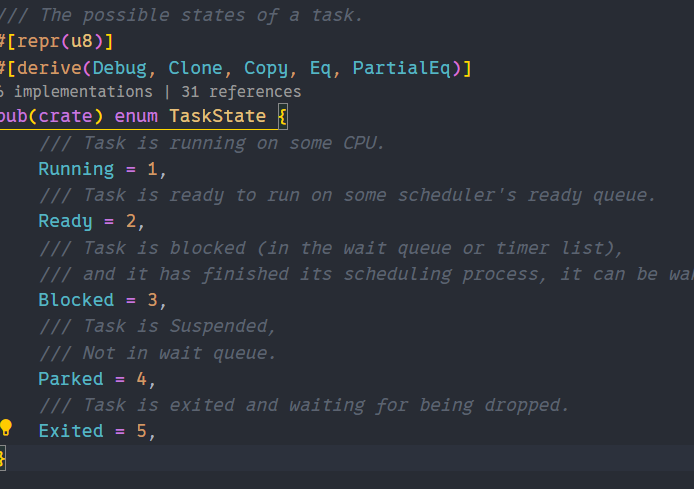 /// The possible states of a task.
#[repr(u8)]
#[derive(Debug, Clone, Copy, Eq, PartialEq)]
6 implementations | 31 references
pub(crate) enum TaskState {
/// Task is running on some CPU.
Running = 1,
/// Task is ready to run on some scheduler's ready queue.
Ready = 2,
/// Task is blocked (in the wait queue or timer list),
/// and it has finished its scheduling process, it can be
Blocked = 3,
/// Task is Suspended,
/// Not in wait queue.
Parked = 4,
/// Task is exited and waiting for being dropped.
Exited = 5,
}